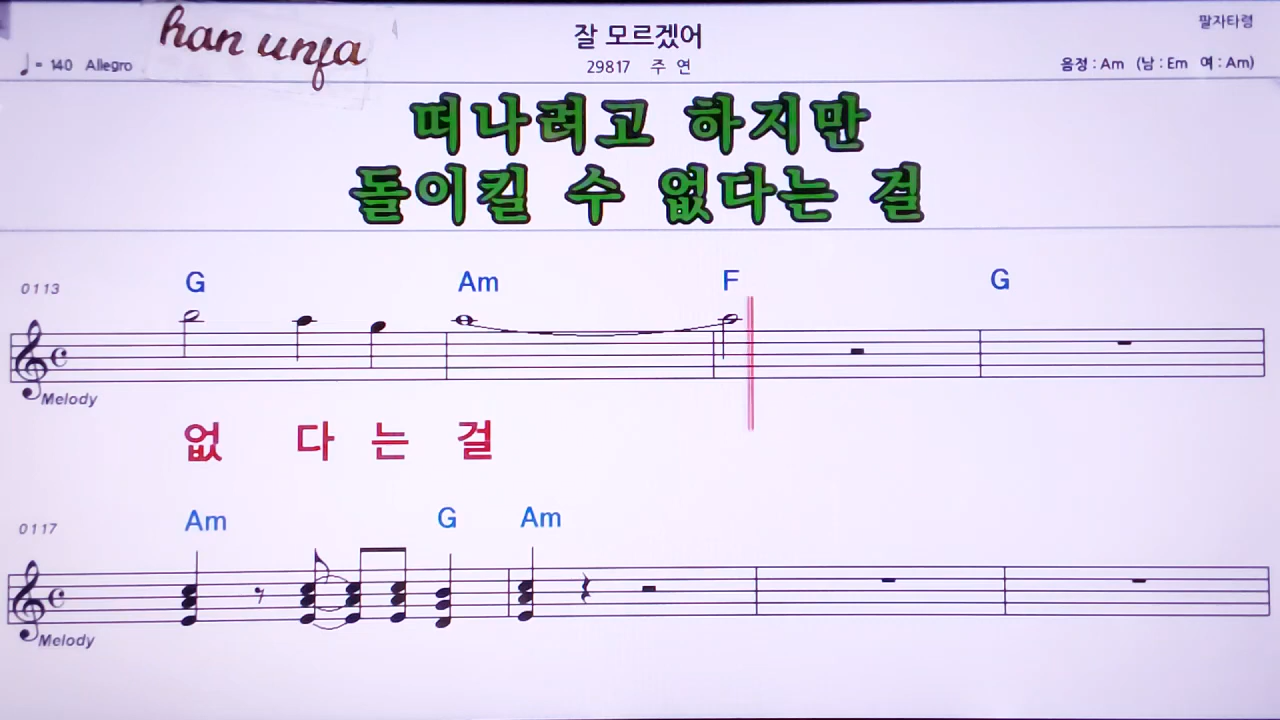 han unfa
잘 모르겠어
팔자타령
♩= 140 Allegro
29817 주 연
음정 : Am (남 : Em 여 : Am)
떠나려고 하지만
돌이킬 수 없다는 걸
0113 G Am F G
Melody
없 다 는 걸
0117 Am G Am
Melody